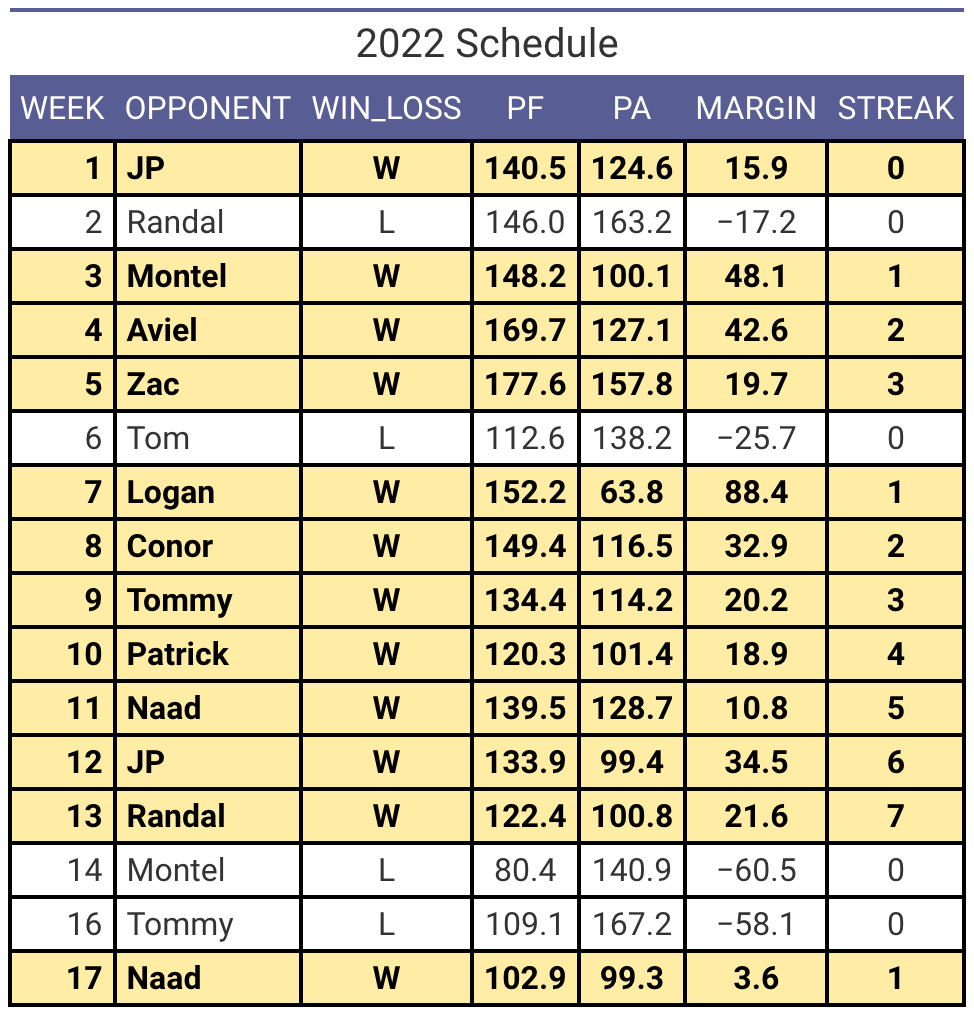 2022 Schedule
WEEK OPPONENT WIN_LOSS PF PA MARGIN STREAK
1 JP W 140.5 124.6 15.9 0
2 Randal L 146.0 163.2 −17.2 0
3 Montel W 148.2 100.1 48.1 1
4 Aviel W 169.7 127.1 42.6 2
5 Zac W 177.6 157.8 19.7 3
6 Tom L 112.6 138.2 −25.7 0
7 Logan W 152.2 63.8 88.4 1
8 Conor W 149.4 116.5 32.9 2
9 Tommy W 134.4 114.2 20.2 3
10 Patrick W 120.3 101.4 18.9 4
11 Naad W 139.5 128.7 10.8 5
12 JP W 133.9 99.4 34.5 6
13 Randal W 122.4 100.8 21.6 7
14 Montel L 80.4 140.9 −60.5 0
16 Tommy L 109.1 167.2 −58.1 0
17 Naad W 102.9 99.3 3.6 1